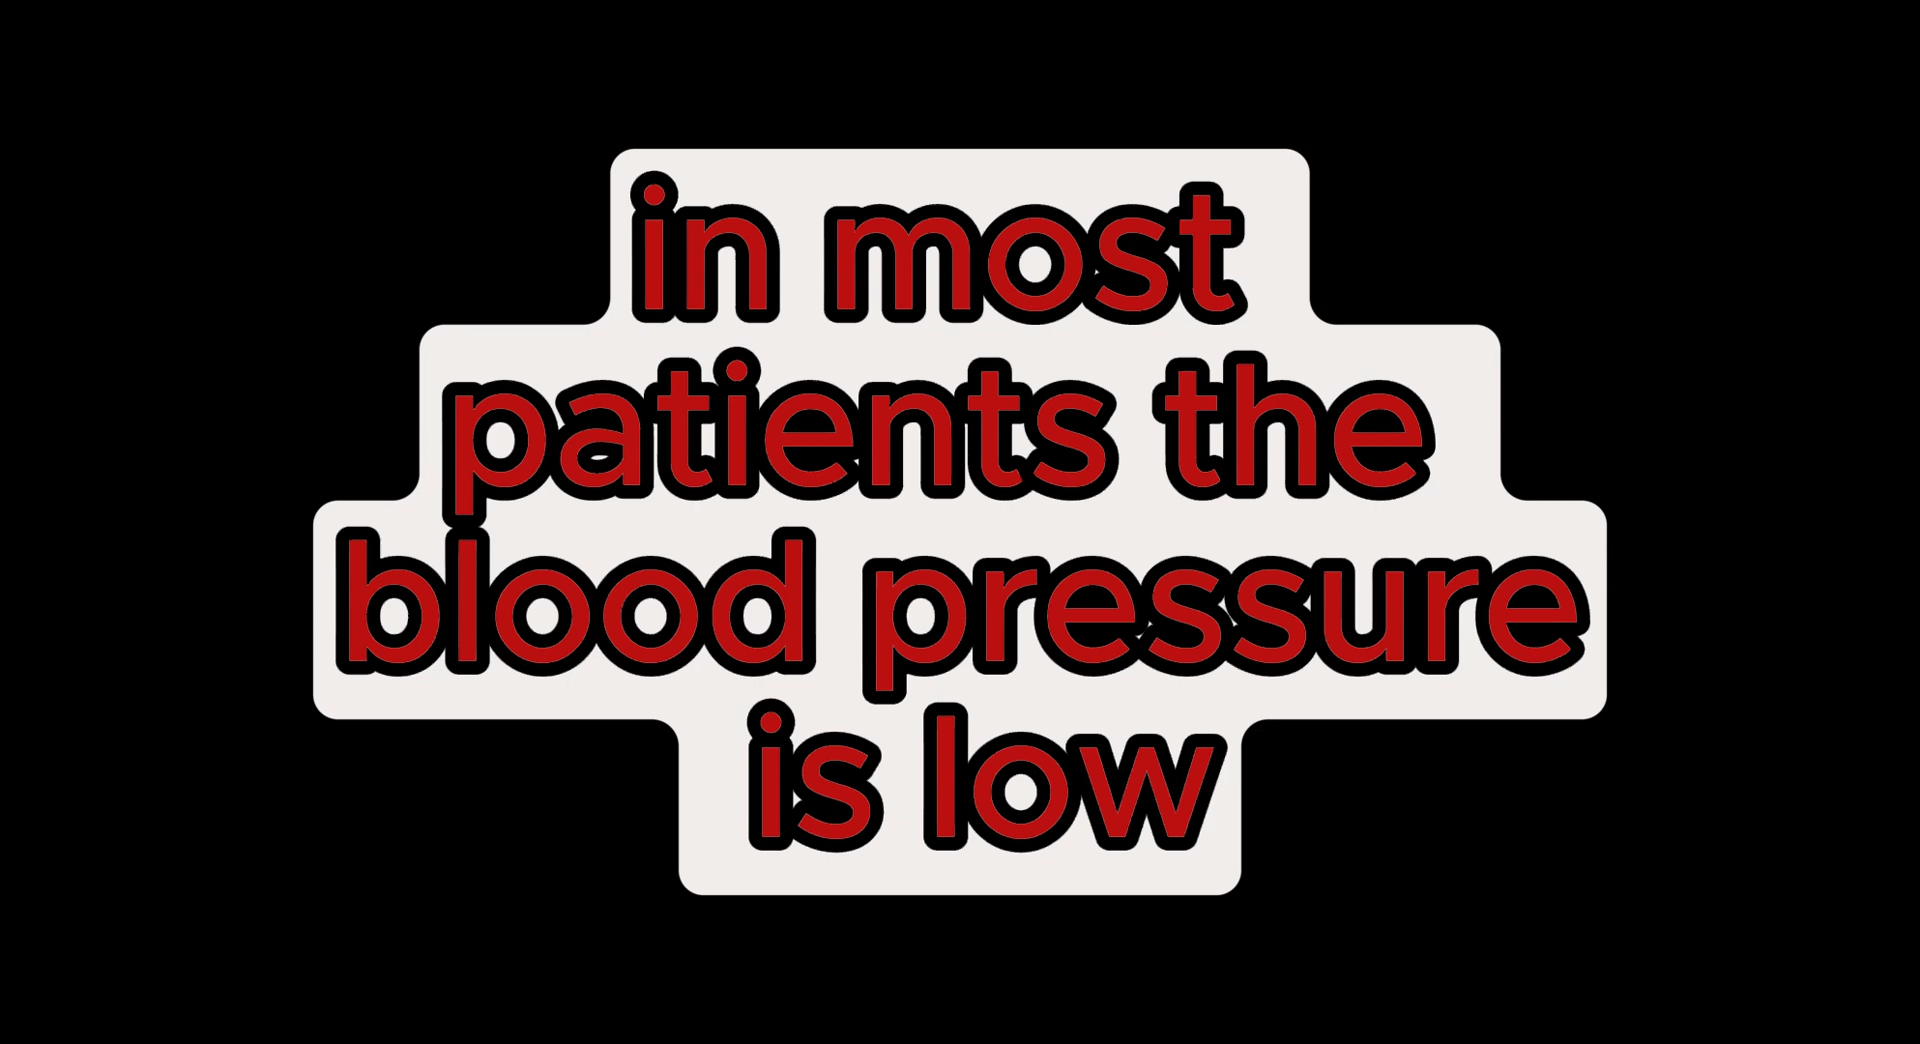 in most
patients the
blood pressure
is low